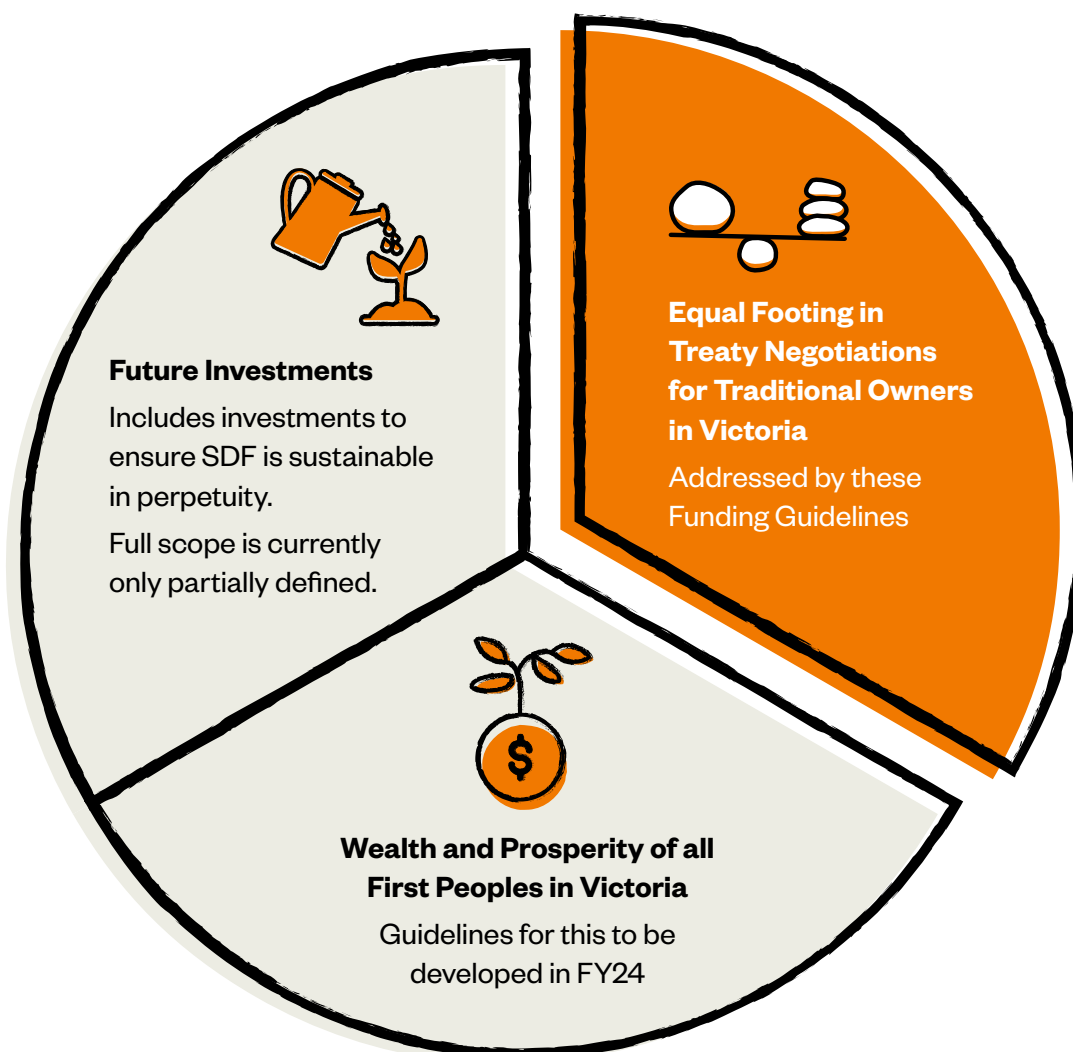 Future Investments
Includes investments to
ensure SDF is sustainable
in perpetuity.
Full scope is currently
only partially defined.
Equal Footing in
Treaty Negotiations
for Traditional Owners
in Victoria
Addressed by these
Funding Guidelines
$
Wealth and Prosperity of all
First Peoples in Victoria
Guidelines for this to be
developed in FY24